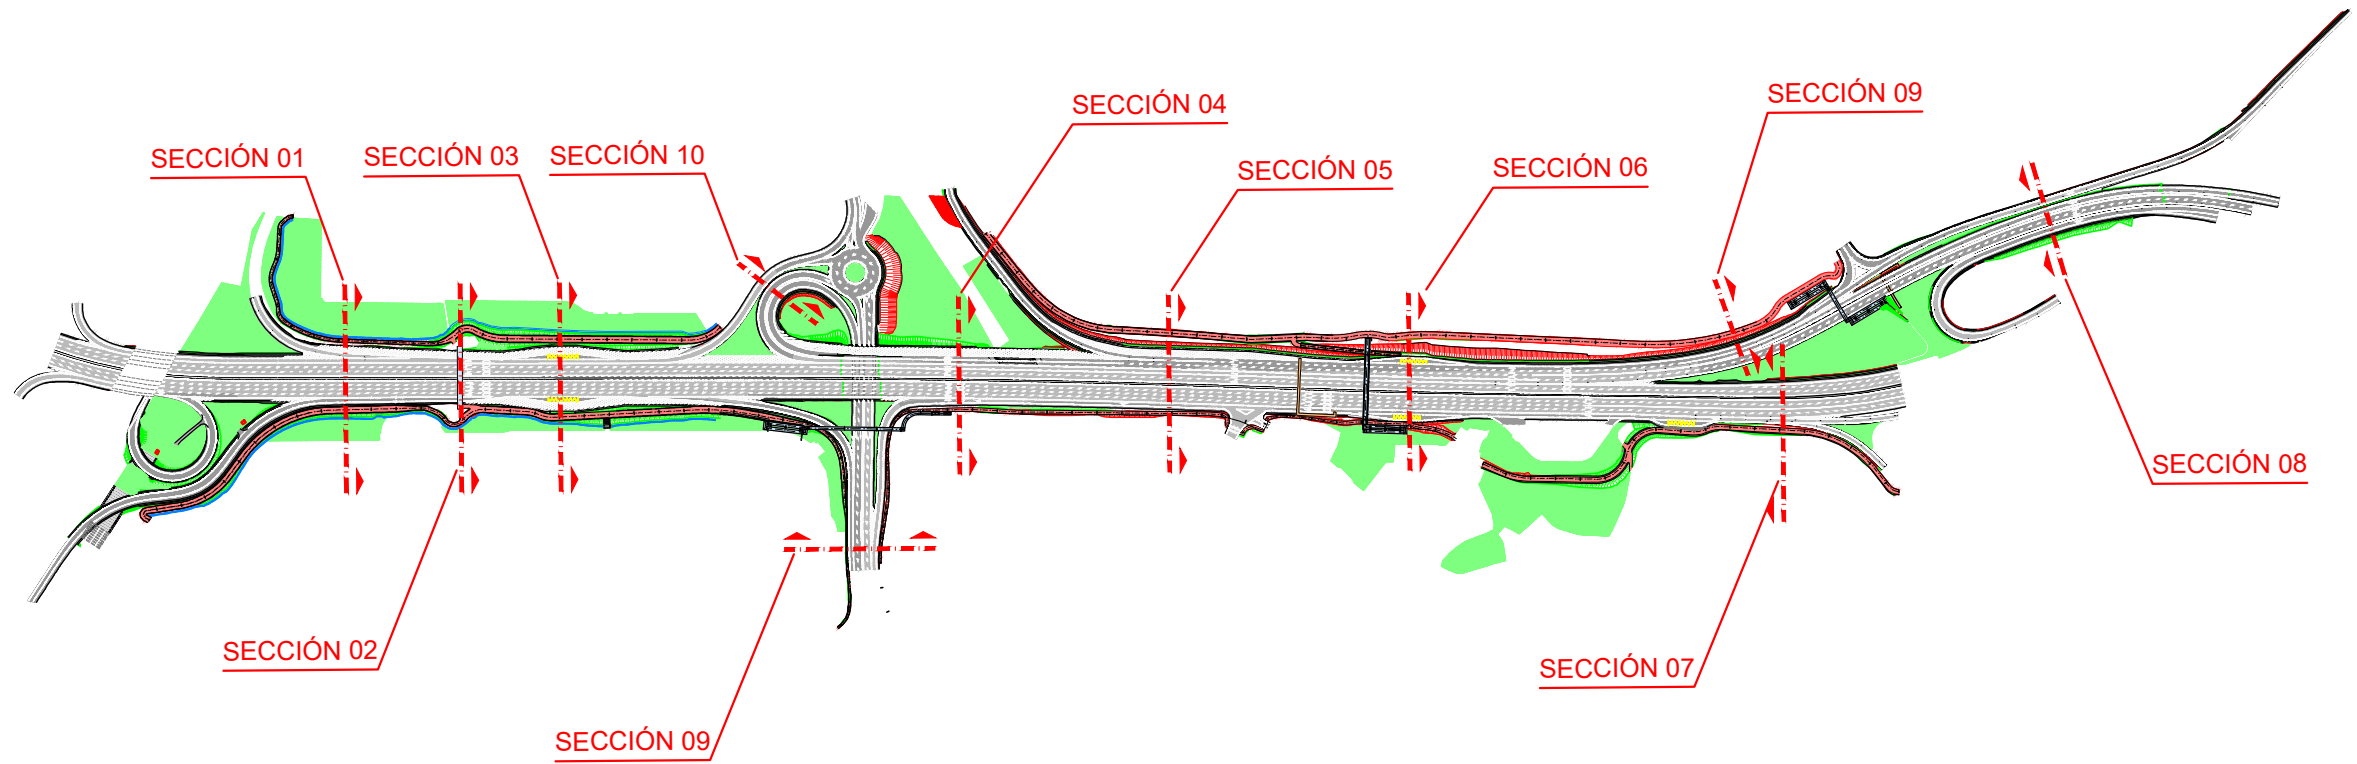 SECCIÓN 04
SECCIÓN 09
SECCIÓN 01
SECCIÓN 03
SECCIÓN 10
SECCIÓN 05
SECCIÓN 06
SECCIÓN 08
SECCIÓN 02
SECCIÓN 07
SECCIÓN 09